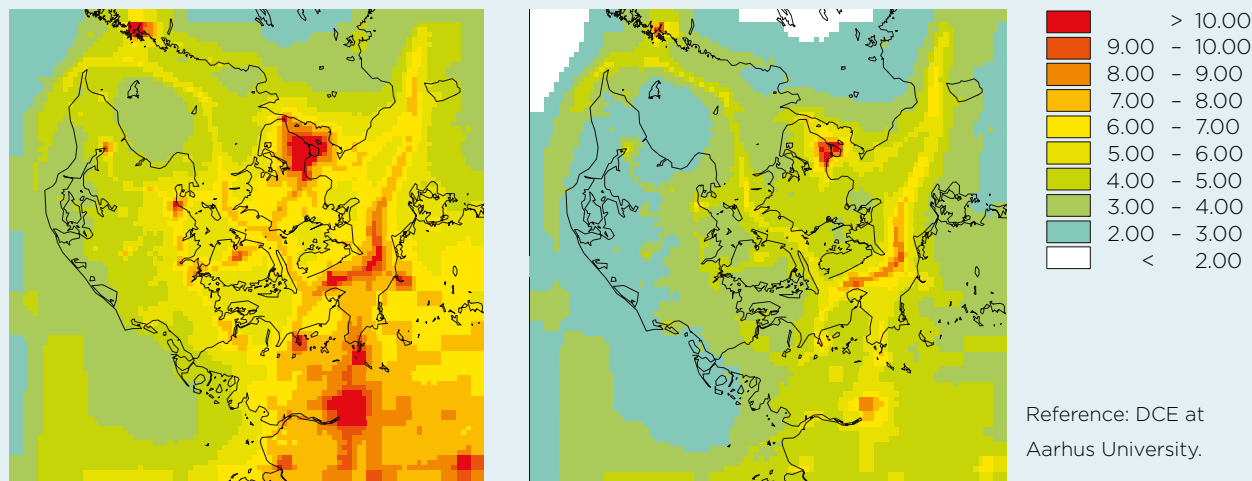 > 10.00
9.00 – 10.00
8.00 – 9.00
7.00 – 8.00
6.00 – 7.00
5.00 – 6.00
4.00 – 5.00
3.00 – 4.00
2.00 – 3.00
< 2.00
Reference: DCE at
Aarhus University.